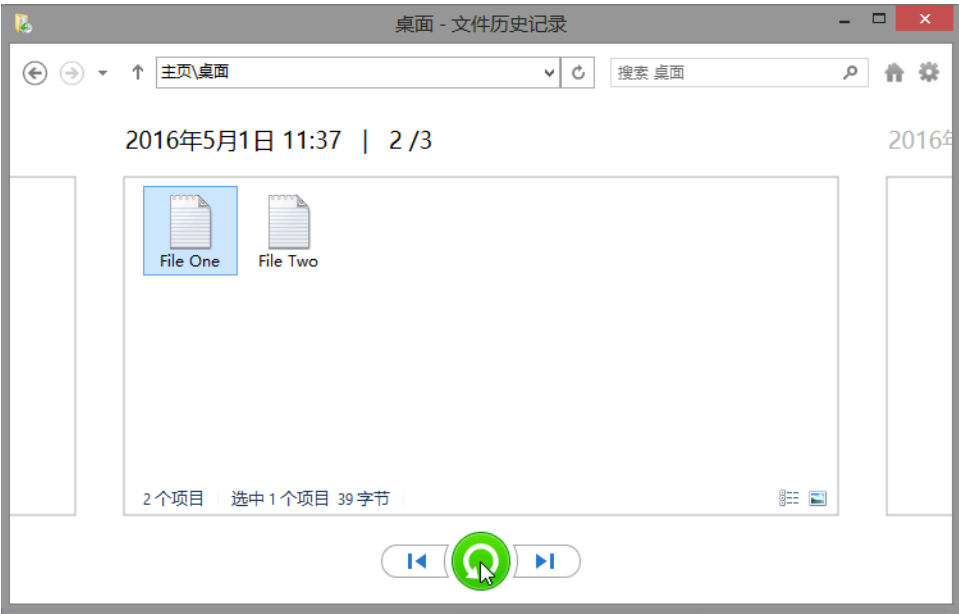 桌面 - 文件历史记录
主页\桌面
搜索 桌面
2016年5月1日 11:37 | 2 /3
2016年
File One
File Two
2个项目 选中 1 个项目 39 字节